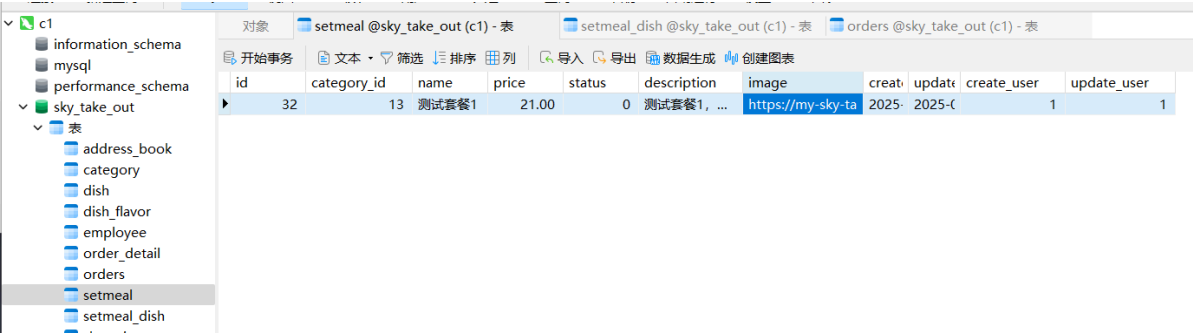 c1
information_schema
mysql
performance_schema
sky_take_out
表
address_book
category
dish
dish_flavor
employee
order_detail
orders
setmeal
setmeal_dish
对象 setmeal @sky_take_out (c1) - 表 setmeal_dish @sky_take_out (c1) - 表 orders @sky_take_out (c1) - 表
开始事务 文本 筛选 排序 列 导入 导出 数据生成 创建图表
id category_id name price status description image create update create_user update_user
32 13 测试套餐1 21.00 0 测试套餐1，... https://my-sky-ta 2025- 2025-0 1 1